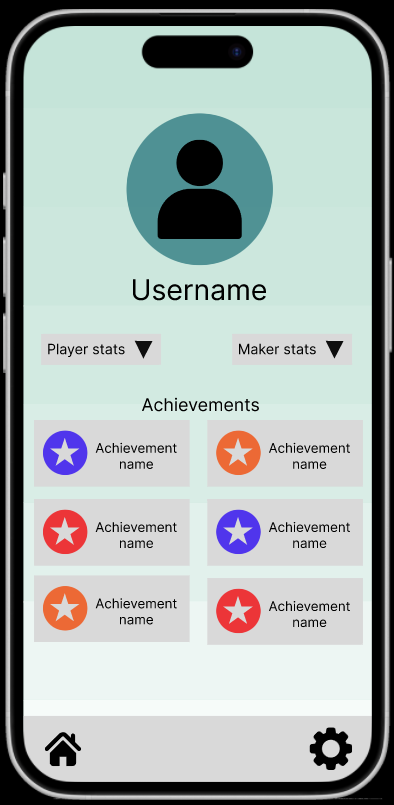 Username
Player stats
Maker stats
Achievements
Achievement
name
Achievement
name
Achievement
name
Achievement
name
Achievement
name
Achievement
name